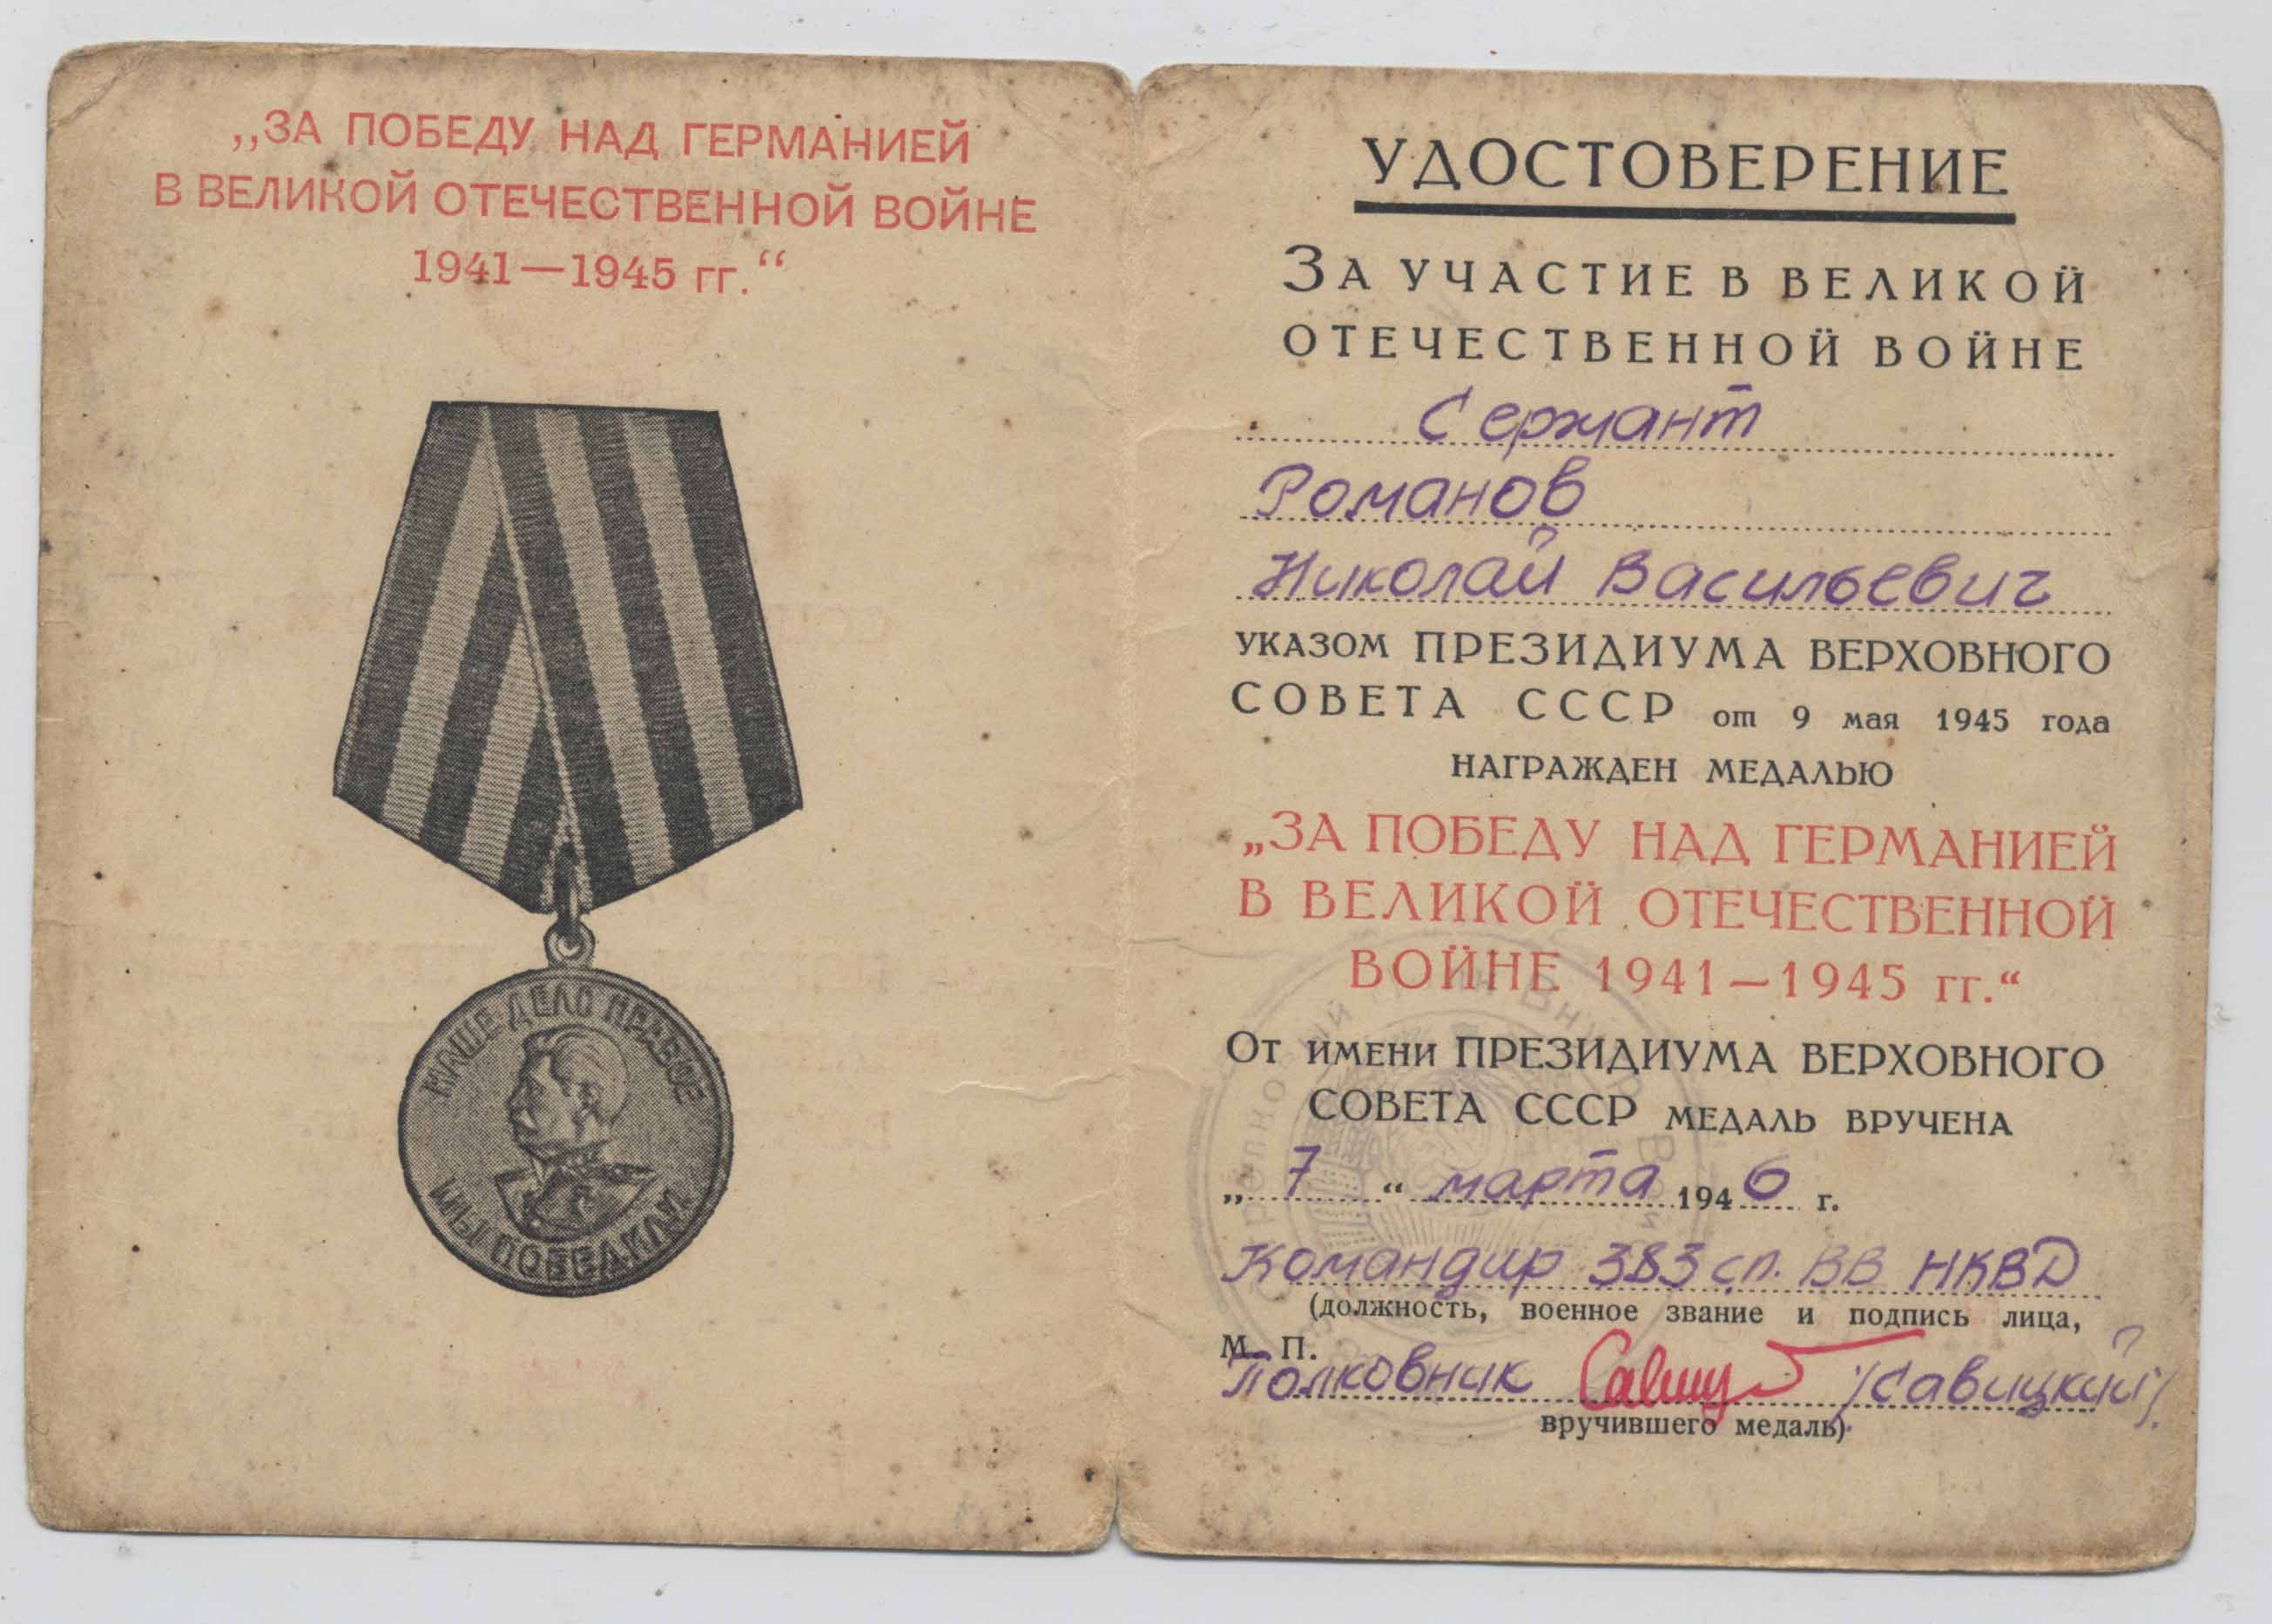 „ЗА ПОБЕДУ НАД ГЕРМАНИЕЙ
В ВЕЛИКОЙ ОТЕЧЕСТВЕННОЙ ВОЙНЕ
1941—1945 гг.“
НАШЕ ДЕЛО ПРАВОЕ
МЫ ПОБЕДИЛИ
УДОСТОВЕРЕНИЕ
ЗА УЧАСТИЕ В ВЕЛИКОЙ
ОТЕЧЕСТВЕННОЙ ВОЙНЕ
Сержант
Романов
Николай Васильевич
УКАЗОМ ПРЕЗИДИУМА ВЕРХОВНОГО
СОВЕТА СССР от 9 мая 1945 года
НАГРАЖДЕН МЕДАЛЬЮ
„ЗА ПОБЕДУ НАД ГЕРМАНИЕЙ
В ВЕЛИКОЙ ОТЕЧЕСТВЕННОЙ
ВОЙНЕ 1941—1945 гг.“
ОТ ИМЕНИ ПРЕЗИДИУМА ВЕРХОВНОГО
СОВЕТА СССР МЕДАЛЬ ВРУЧЕНА
„ 7 “ марта 1946 г.
Командир 383 сп. ВВ НКВД
(должность, военное звание и подпись лица,
М. П.
Полковник Савиц /Савицкий/.
вручившего медаль)